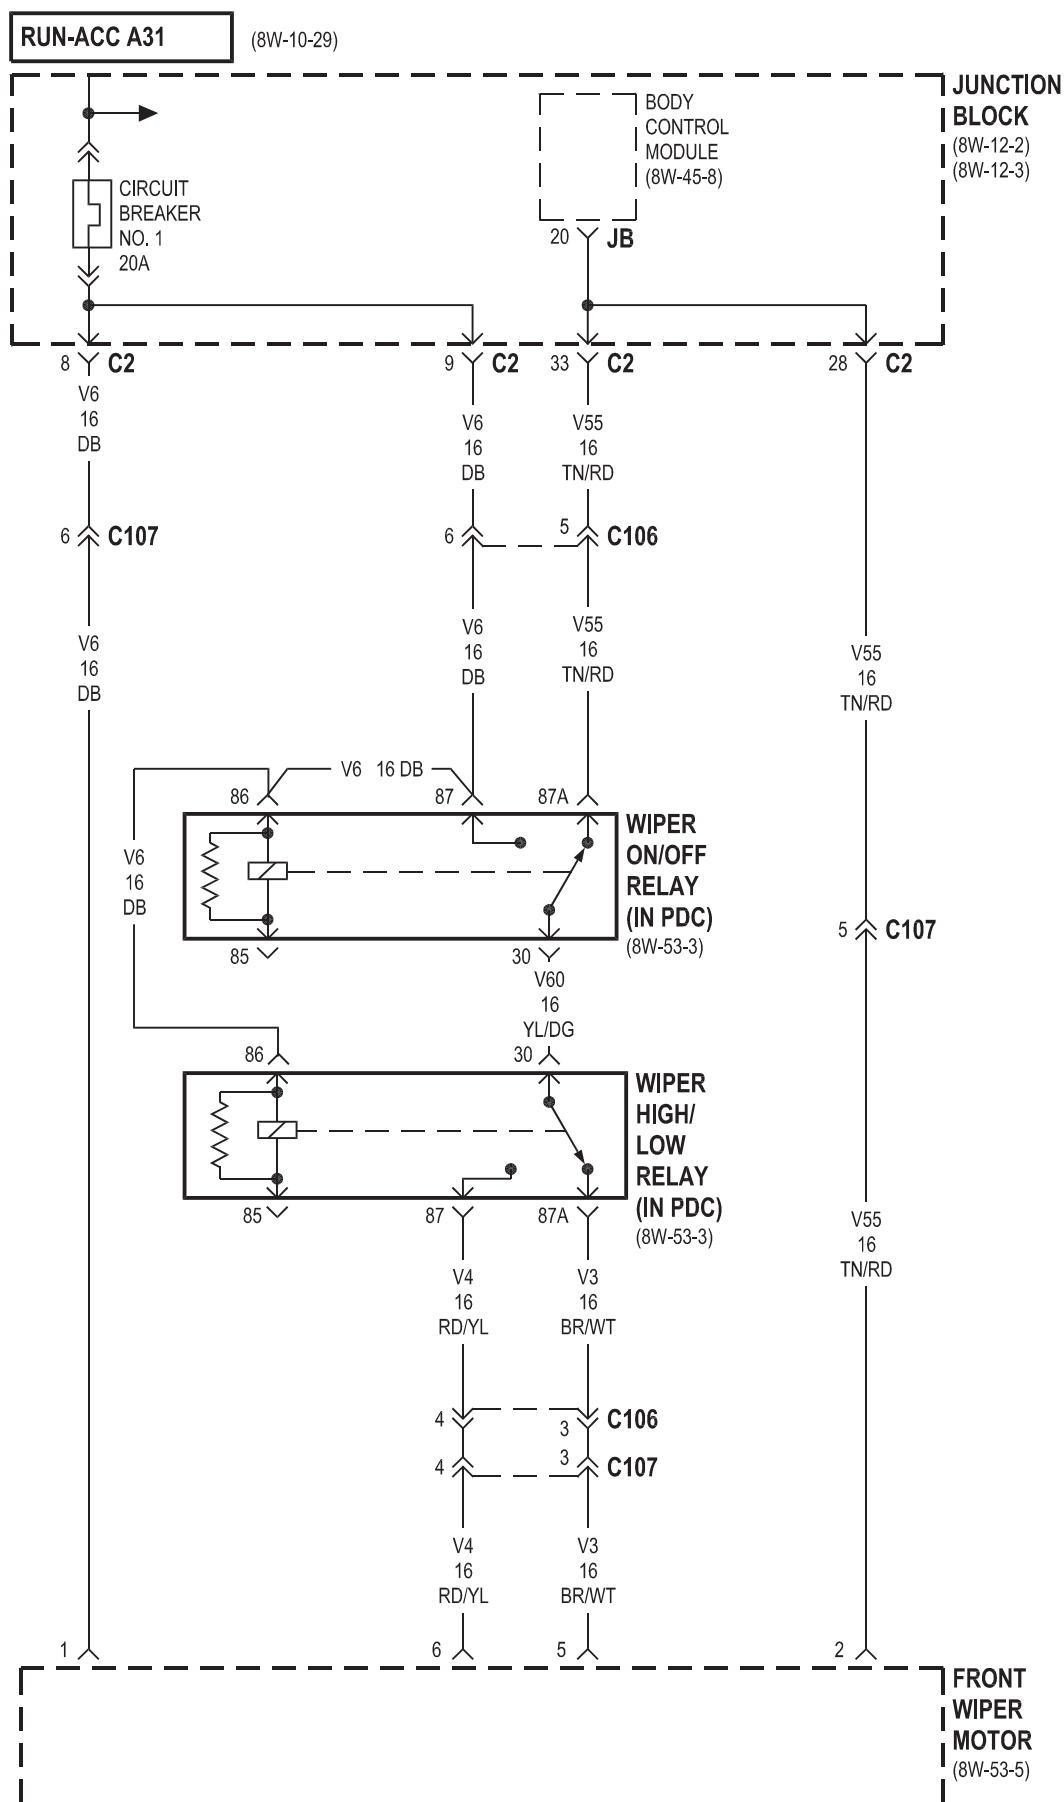 RUN-ACC A31
(8W-10-29)
JUNCTION
BLOCK
(8W-12-2)
(8W-12-3)
BODY
CONTROL
MODULE
(8W-45-8)
CIRCUIT
BREAKER
NO. 1
20A
20 JB
8 C2
9 C2
33 C2
28 C2
V6
16
DB
V6
16
DB
V55
16
TN/RD
6 C107
6
5 C106
V6
16
DB
V6
16
DB
V55
16
TN/RD
V55
16
TN/RD
V6 16 DB
86
87
87A
WIPER
ON/OFF
RELAY
(IN PDC)
(8W-53-3)
V6
16
DB
85
30
5 C107
V60
16
YL/DG
86
30
WIPER
HIGH/
LOW
RELAY
(IN PDC)
(8W-53-3)
85
87
87A
V55
16
TN/RD
V4
16
RD/YL
V3
16
BR/WT
4
3 C106
4
3 C107
V4
16
RD/YL
V3
16
BR/WT
1
6
5
2
FRONT
WIPER
MOTOR
(8W-53-5)